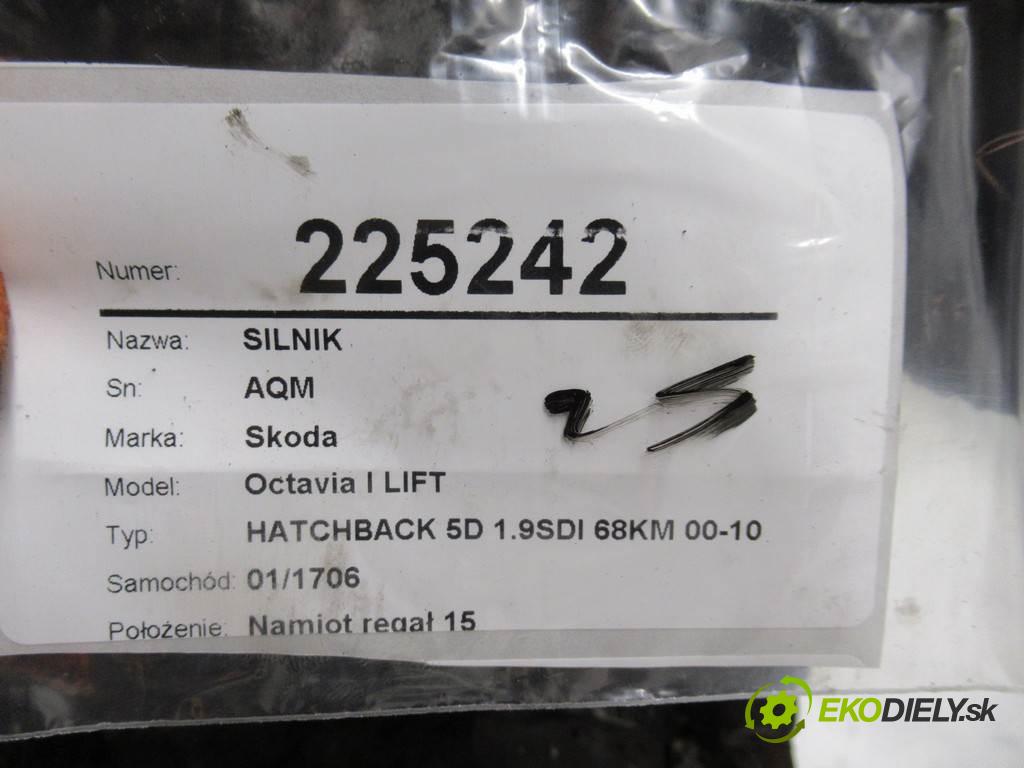 Numer: 225242
Nazwa: SILNIK
Sn: AQM
Marka: Skoda
25
Model: Octavia I LIFT
Typ: HATCHBACK 5D 1.9SDI 68KM 00-10
Samochód: 01/1706
Położenie: Namiot regał 15
EKODIELY.sk